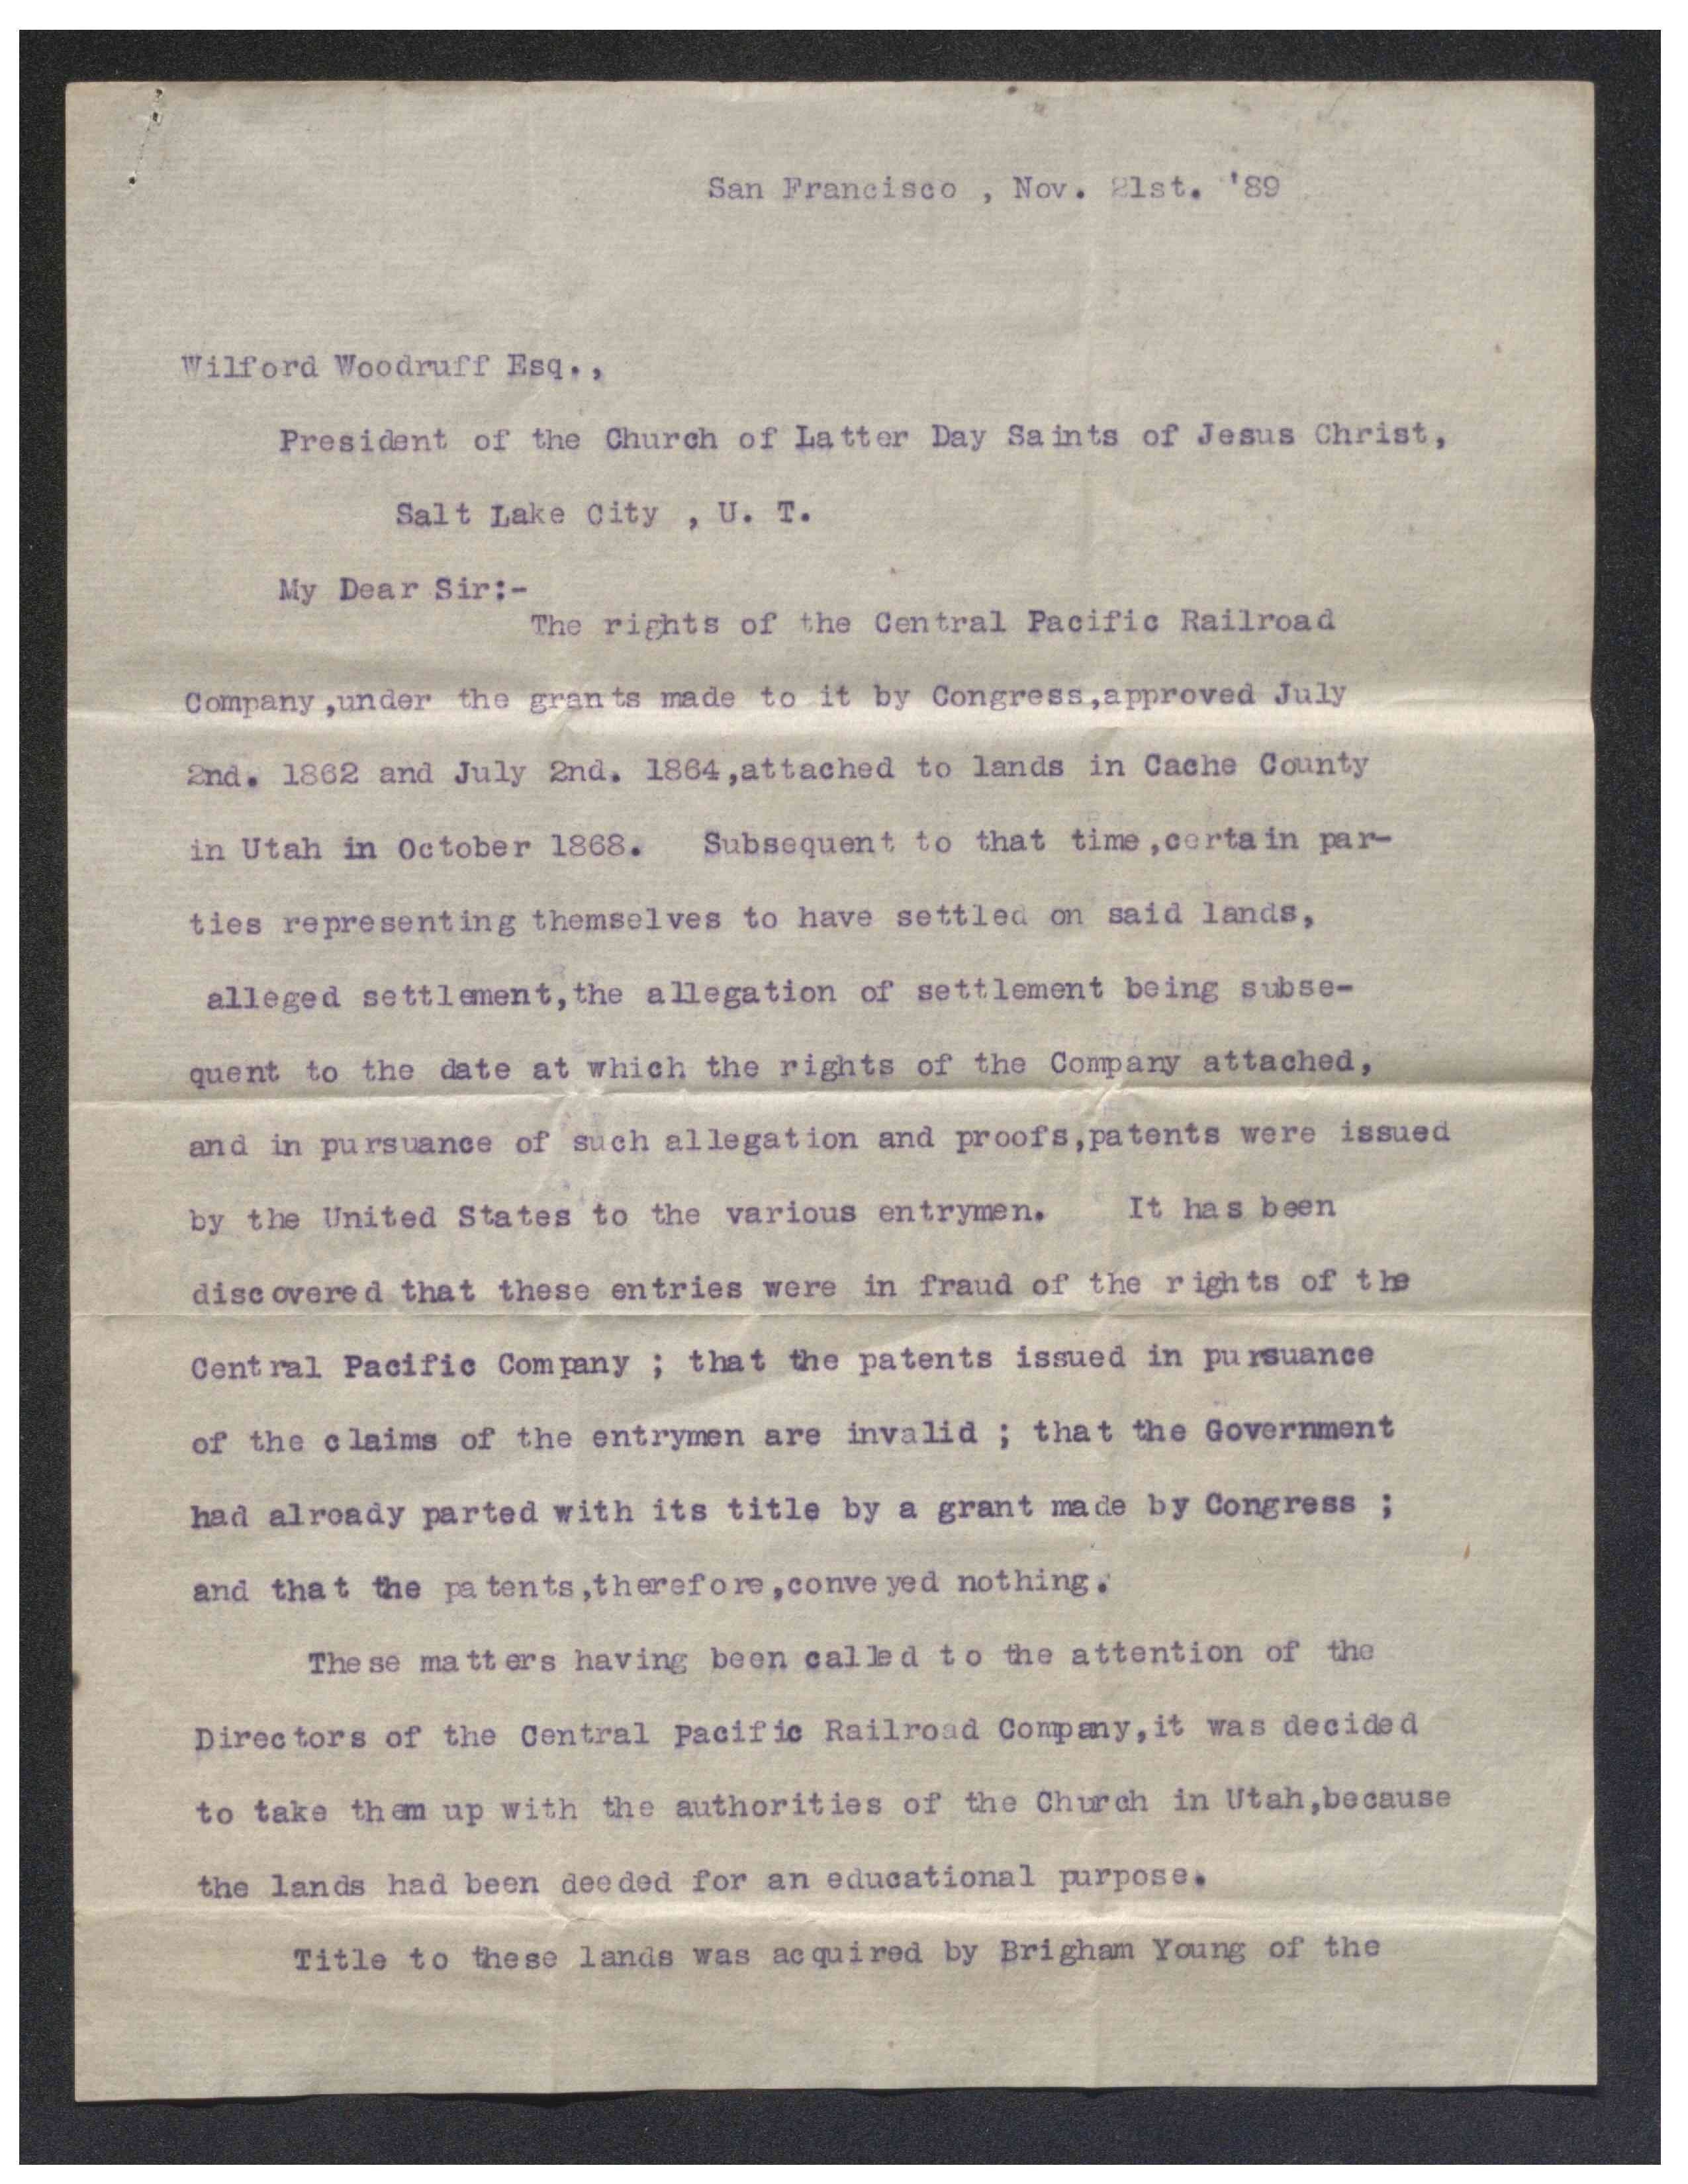 San Francisco , Nov. 21st. '89
Wilford Woodruff Esq.,
President of the Church of Latter Day Saints of Jesus Christ,
Salt Lake City , U. T.
My Dear Sir:-
The rights of the Central Pacific Railroad
Company,under the grants made to it by Congress,approved July
2nd. 1862 and July 2nd. 1864,attached to lands in Cache County
in Utah in October 1868. Subsequent to that time,certain par-
ties representing themselves to have settled on said lands,
alleged settlement,the allegation of settlement being subse-
quent to the date at which the rights of the Company attached,
and in pursuance of such allegation and proofs,patents were issued
by the United States to the various entrymen. It has been
discovered that these entries were in fraud of the rights of the
Central Pacific Company ; that the patents issued in pursuance
of the claims of the entrymen are invalid ; that the Government
had already parted with its title by a grant made by Congress ;
and that the patents,therefore,conveyed nothing.
These matters having been called to the attention of the
Directors of the Central Pacific Railroad Company,it was decided
to take them up with the authorities of the Church in Utah,because
the lands had been deeded for an educational purpose.
Title to these lands was acquired by Brigham Young of the